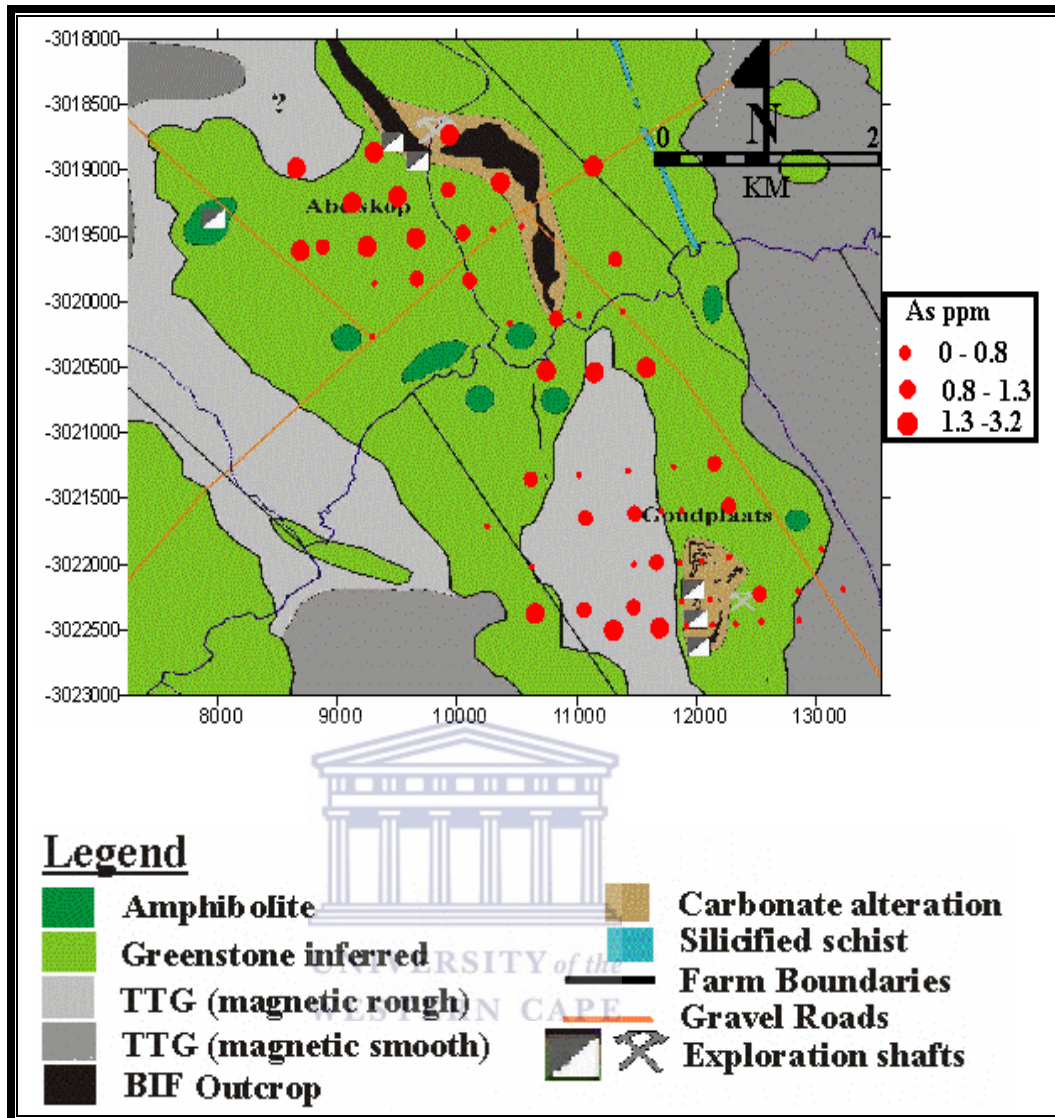 -3018000
-3018500
-3019000
-3019500
-3020000
-3020500
-3021000
-3021500
-3022000
-3022500
-3023000
8000
9000
10000
11000
12000
13000
?
N
0 2
KM
Abelskop
Goudplaats
As ppm
0 - 0.8
0.8 - 1.3
1.3 -3.2
Legend
Amphibolite
Greenstone inferred
TTG (magnetic rough)
TTG (magnetic smooth)
BIF Outcrop
Carbonate alteration
Silicified schist
Farm Boundaries
Gravel Roads
Exploration shafts
UNIVERSITY of the
WESTERN CAPE